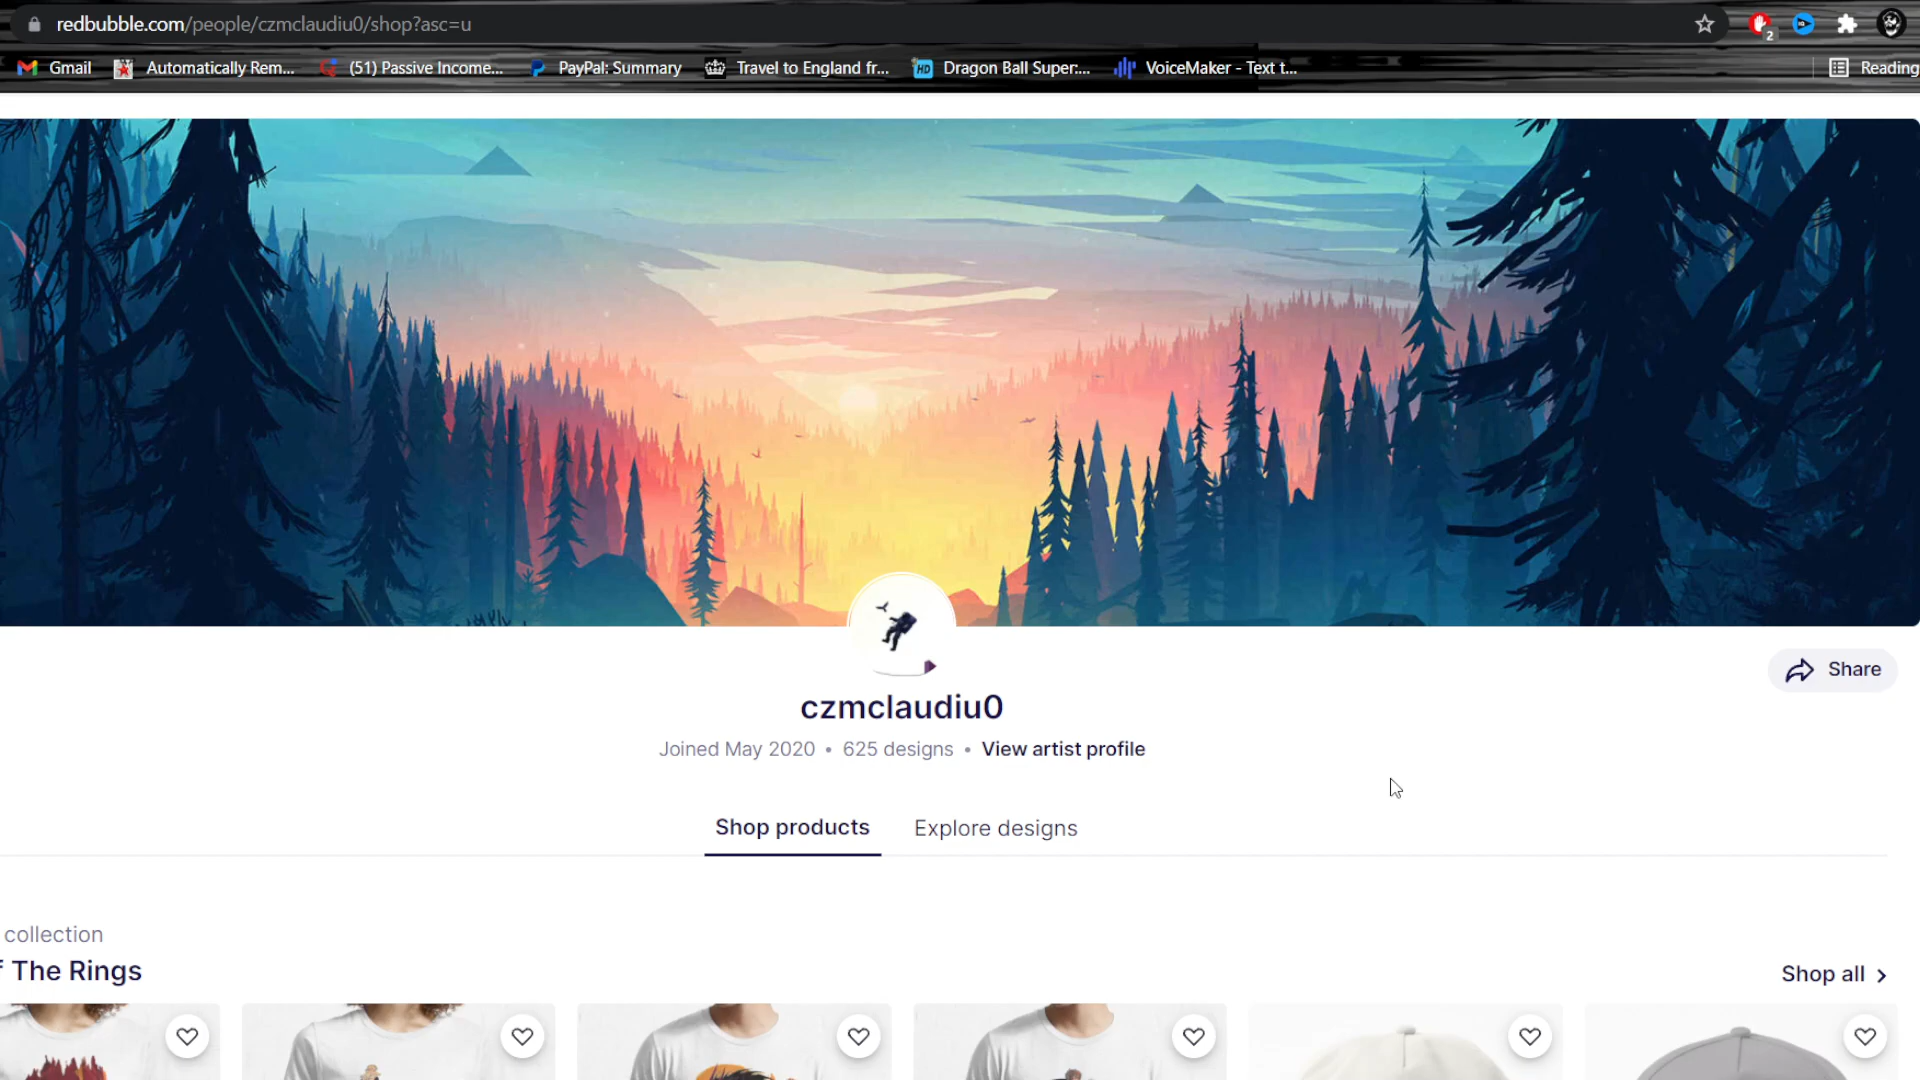 redbubble.com/people/czmclaudiu0/shop?asc=u
2
Gmail Automatically Rem... (51) Passive Income... PayPal: Summary Travel to England fr... HD Dragon Ball Super:... VoiceMaker - Text t... Reading
Share
czmclaudiu0
Joined May 2020 • 625 designs • View artist profile
Shop products Explore designs
collection
f The Rings
Shop all >